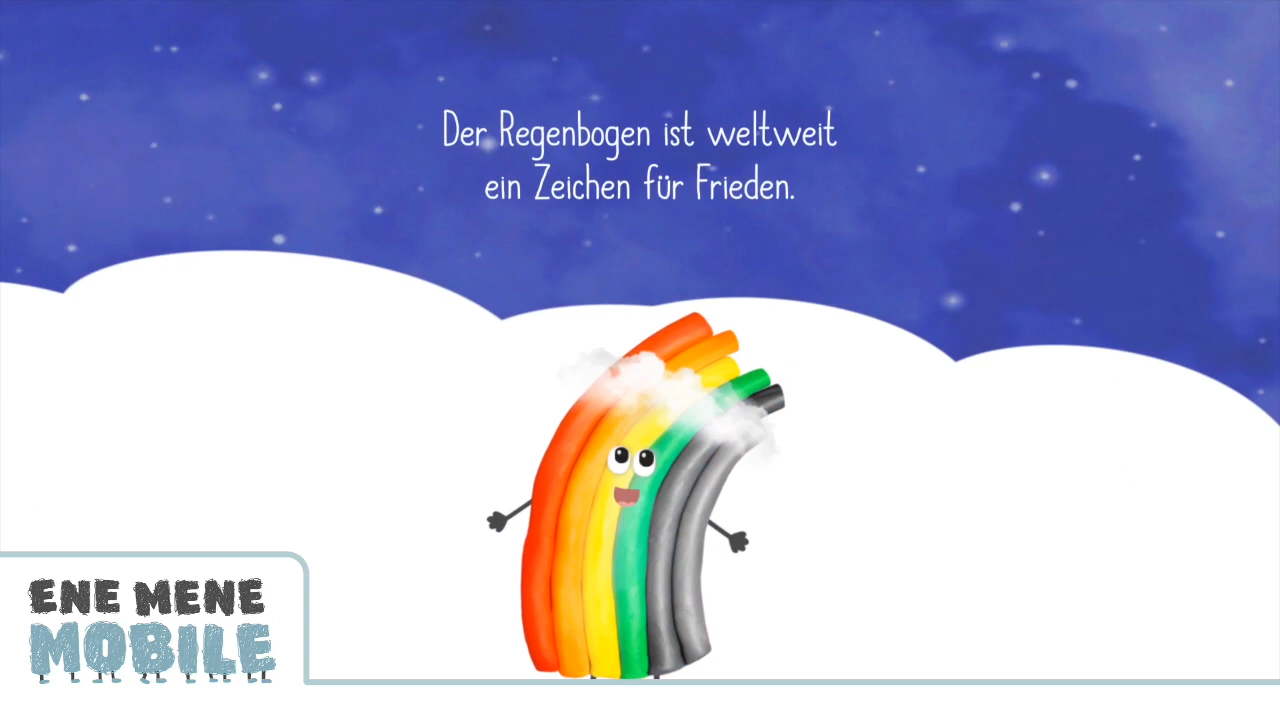 Der Regenbogen ist weltweit
ein Zeichen für Frieden.
ENE MENE
MOBILE